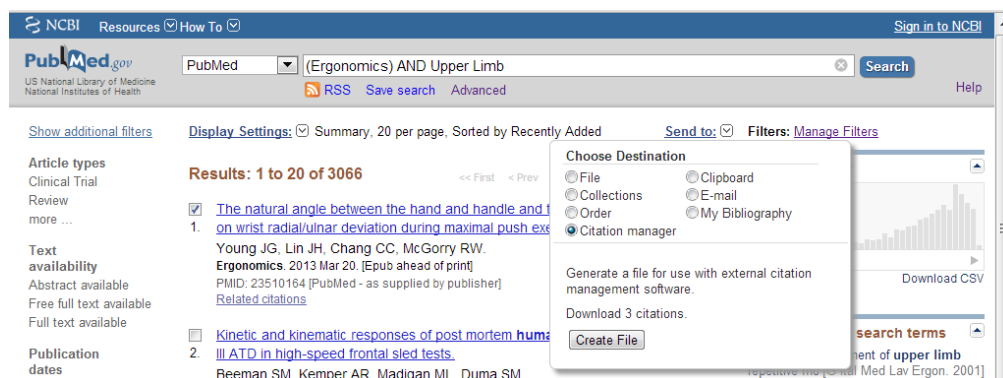 NCBI Resources How To Sign in to NCBI
PubMed.gov
US National Library of Medicine
National Institutes of Health
PubMed (Ergonomics) AND Upper Limb Search
RSS Save search Advanced Help
Show additional filters
Article types
Clinical Trial
Review
more ...
Text
availability
Abstract available
Free full text available
Full text available
Publication
dates
Display Settings: Summary, 20 per page, Sorted by Recently Added Send to: Filters: Manage Filters
Results: 1 to 20 of 3066 << First < Prev
1. The natural angle between the hand and handle and
on wrist radial/ulnar deviation during maximal push
Young JG, Lin JH, Chang CC, McGorry RW.
Ergonomics. 2013 Mar 20. [Epub ahead of print]
PMID: 23510164 [PubMed - as supplied by publisher]
Related citations
2. Kinetic and kinematic responses of post mortem
III ATD in high-speed frontal sled tests.
Beeman SM, Kemper AR, Madigan ML, Duma SM.
Choose Destination
File Clipboard
Collections E-mail
Order My Bibliography
Citation manager
Generate a file for use with external citation
management software.
Download 3 citations.
Create File
Download CSV
search terms
ent of upper limb
Med Lav Ergon. 2001]